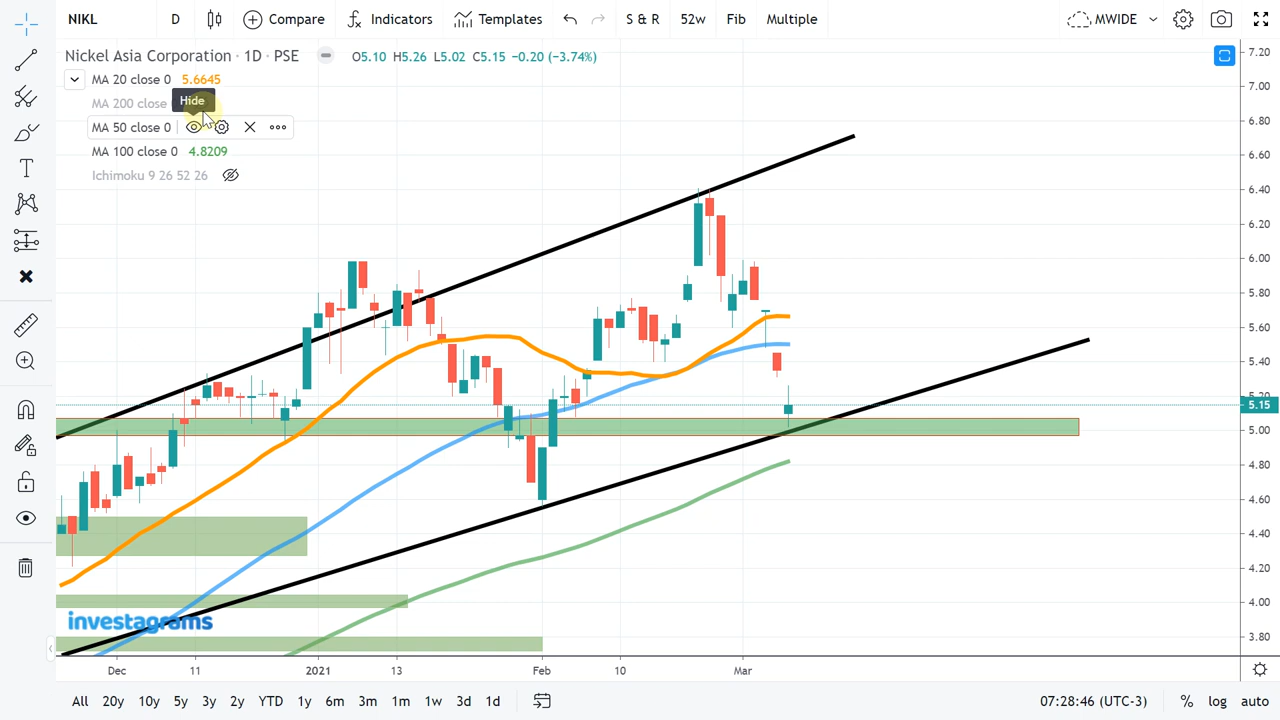 NIKL D Compare Indicators Templates S & R 52w Fib Multiple MWIDE
Nickel Asia Corporation · 1D · PSE O5.10 H5.26 L5.02 C5.15 −0.20 (−3.74%)
MA 20 close 0 5.6645
MA 200 close
Hide
MA 50 close 0
MA 100 close 0 4.8209
Ichimoku 9 26 52 26
7.20
7.00
6.80
6.60
6.40
6.20
6.00
5.80
5.60
5.40
5.20
5.15
5.00
4.80
4.60
4.40
4.20
4.00
3.80
investagrams
Dec 11 2021 13 Feb 10 Mar
All 20y 10y 5y 3y 2y YTD 1y 6m 3m 1m 1w 3d 1d 07:28:46 (UTC-3) % log auto